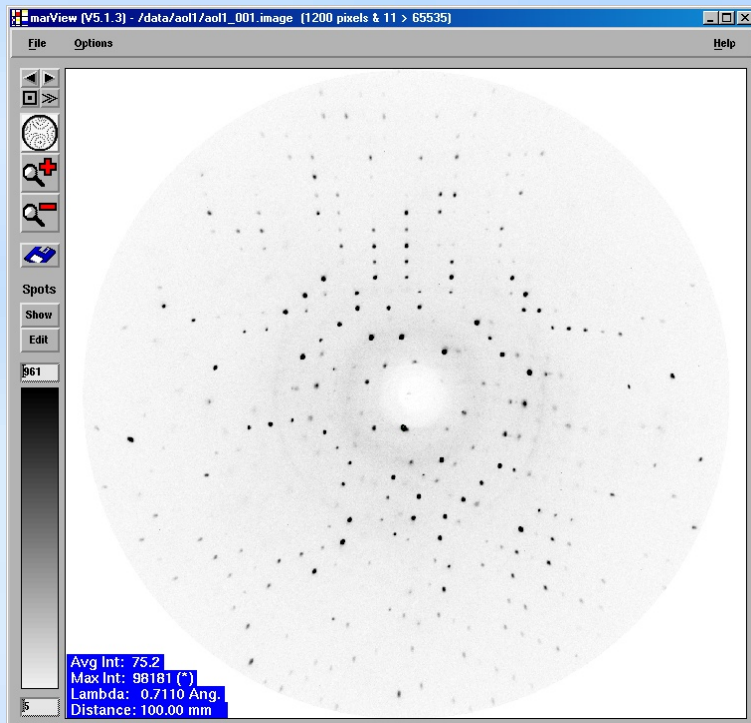 marView (V5.1.3) - /data/aol1/aol1_001.image (1200 pixels & 11 > 65535)
File Options Help
Spots
Show
Edit
961
5
Avg Int: 75.2
Max Int: 98181 (*)
Lambda: 0.7110 Ang.
Distance: 100.00 mm